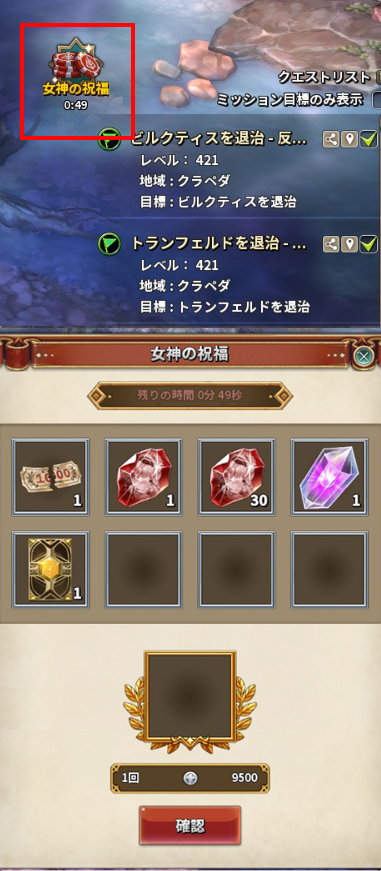 女神の祝福
0:49
クエストリスト
ミッション目標のみ表示
ビルクティスを退治 - 反...
レベル： 421
地域 : クラペダ
目標 : ビルクティスを退治
トランフェルドを退治 - ...
レベル： 421
地域 : クラペダ
目標 : トランフェルドを退治
女神の祝福
残りの時間 0分 49秒
1
1
30
1
1
1回 9500
確認